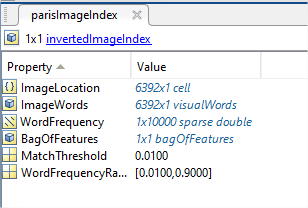 parisImageIndex
1x1 invertedImageIndex
Property Value
ImageLocation 6392x1 cell
ImageWords 6392x1 visualWords
WordFrequency 1x10000 sparse double
BagOfFeatures 1x1 bagOfFeatures
MatchThreshold 0.0100
WordFrequencyRa... [0.0100,0.9000]